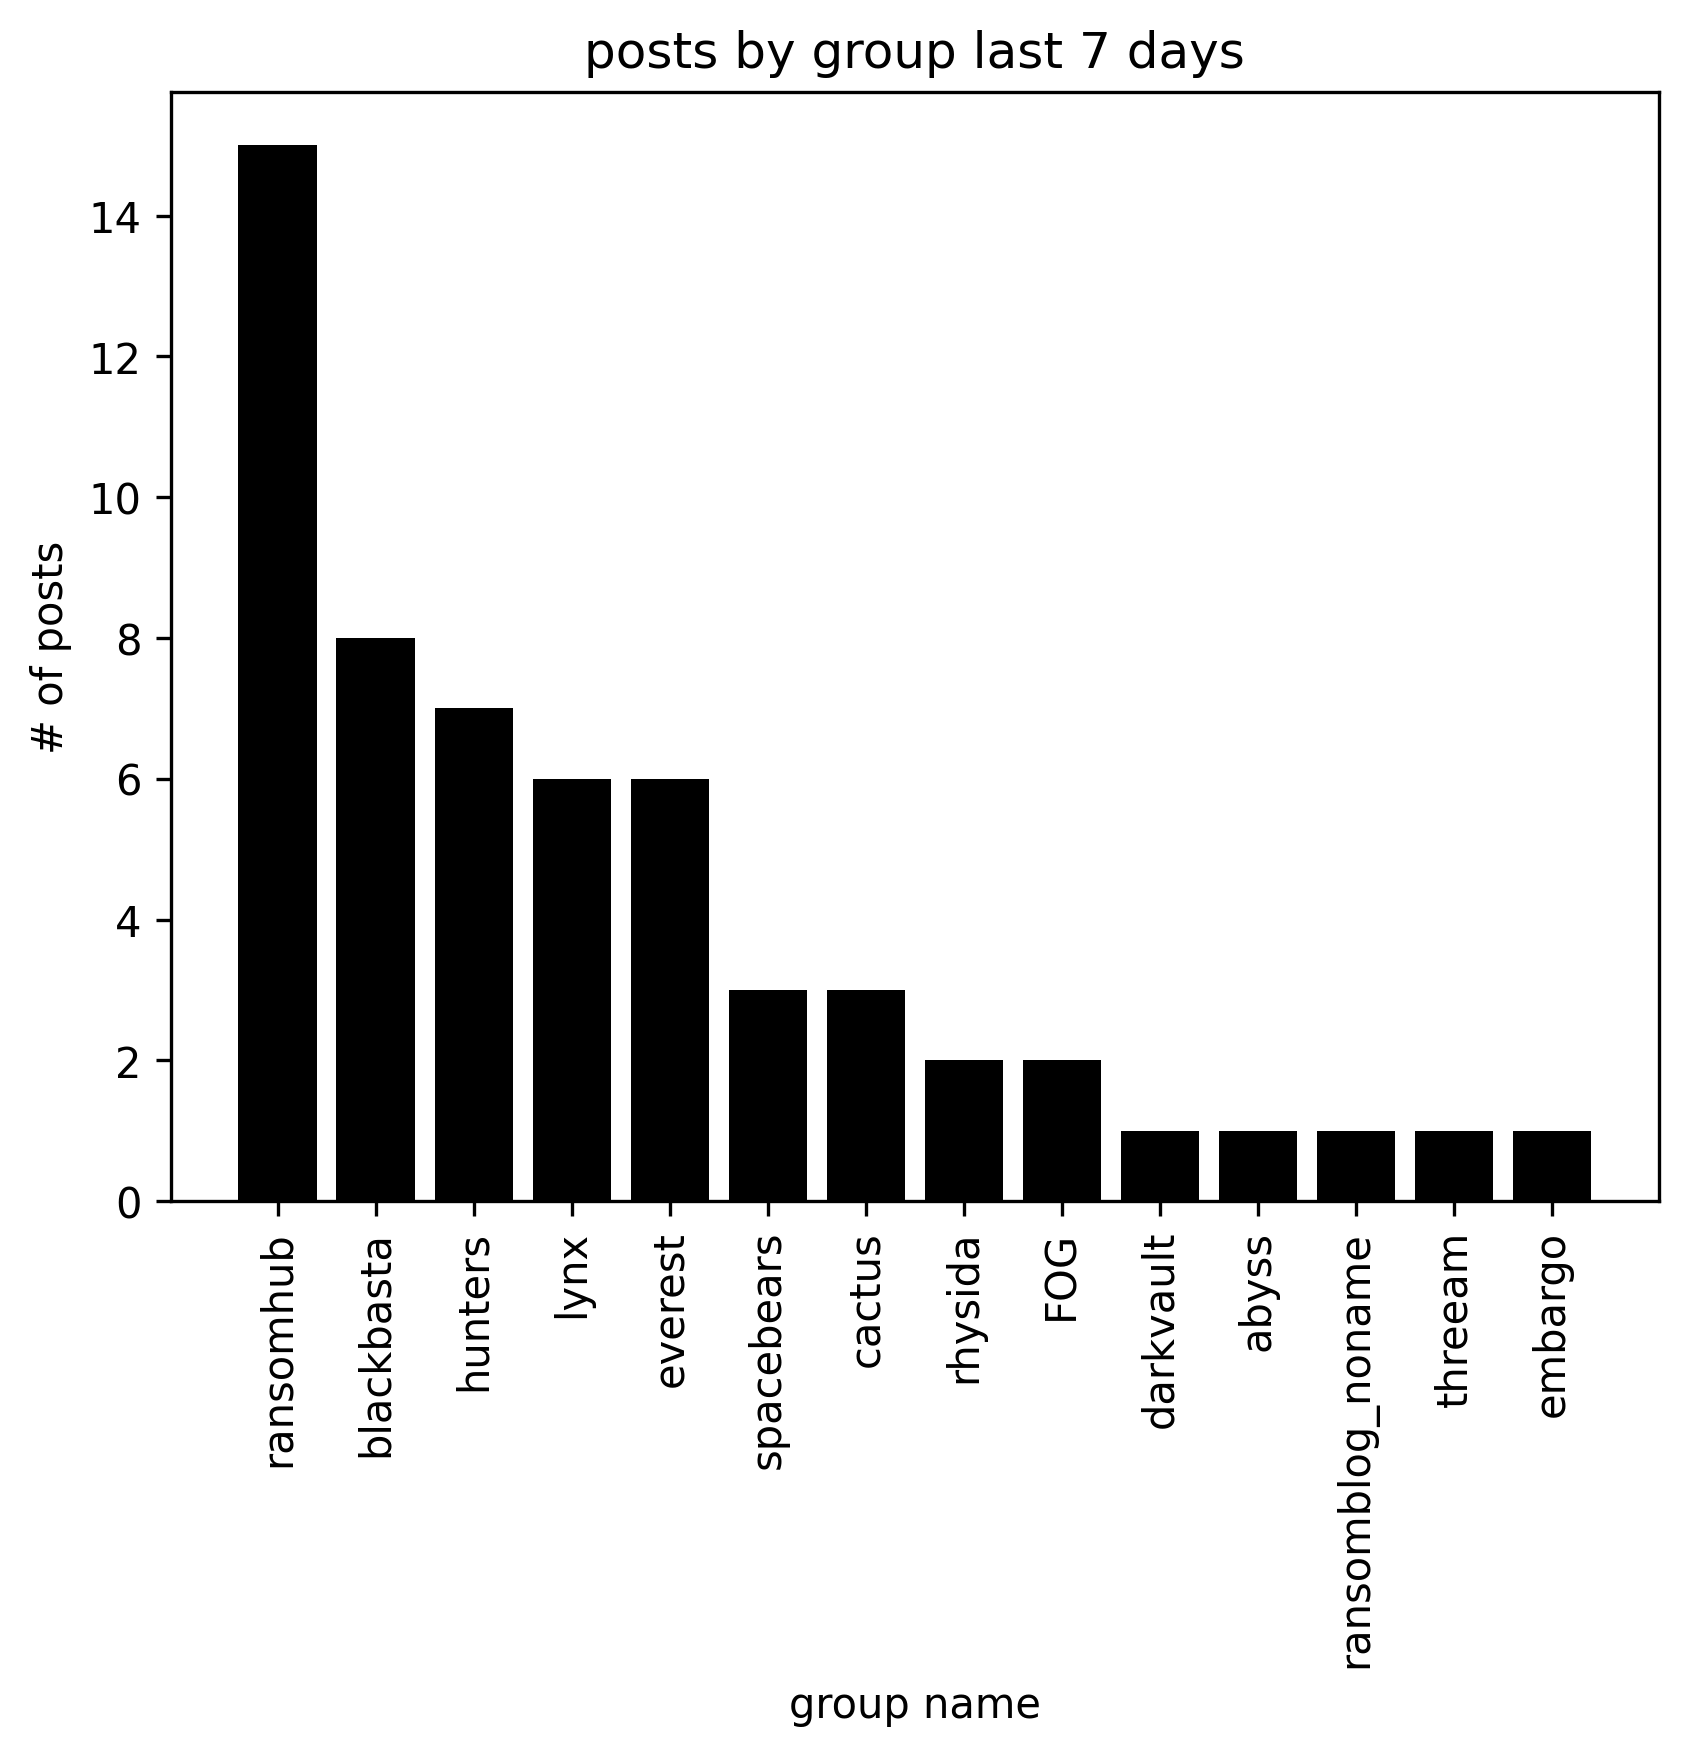 posts by group last 7 days
# of posts
14
12
10
8
6
4
2
0
ransomhub
blackbasta
hunters
lynx
everest
spacebears
cactus
rhysida
FOG
darkvault
abyss
ransomblog_noname
threeam
embargo
group name